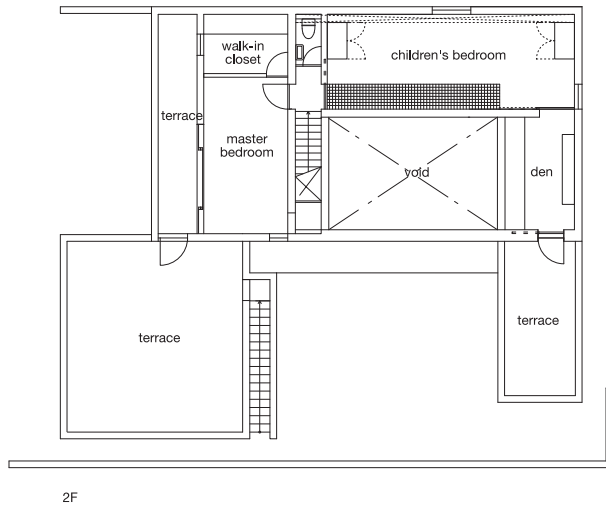 walk-in
closet
children's bedroom
terrace
master
bedroom
void
den
terrace
terrace
2F